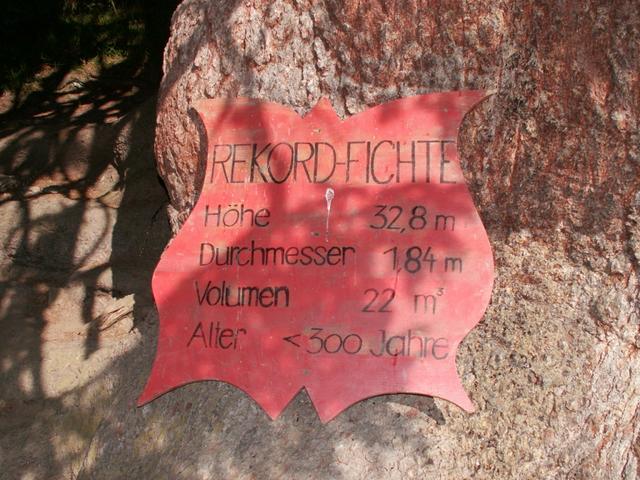 REKORD-FICHTE
Höhe 32,8 m
Durchmesser 1,84 m
Volumen 22 m³
Alter <300 Jahre